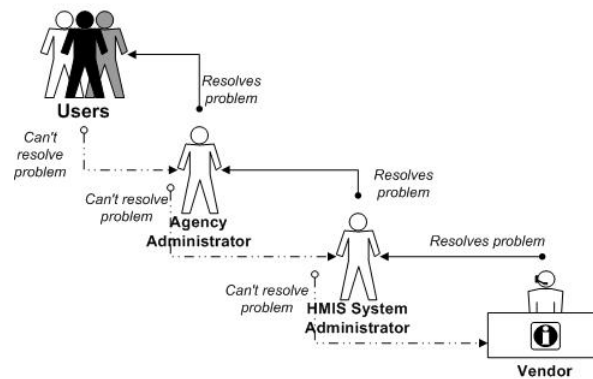 Resolves
problem
Users
Can't
resolve
problem
Can't resolve
problem
Resolves
problem
Agency
Administrator
Resolves problem
Can't resolve
problem
HMIS System
Administrator
i
Vendor